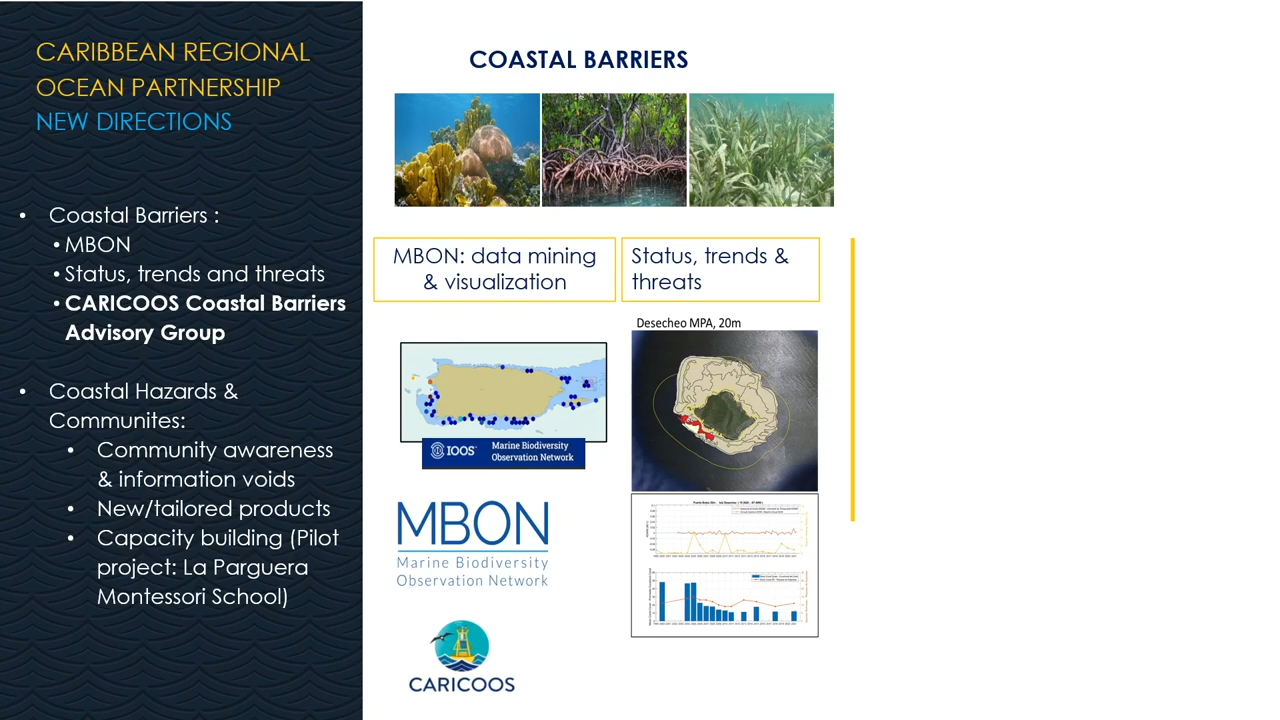 CARIBBEAN REGIONAL
OCEAN PARTNERSHIP
NEW DIRECTIONS
• Coastal Barriers :
• MBON
• Status, trends and threats
• CARICOOS Coastal Barriers
Advisory Group
• Coastal Hazards &
Communites:
• Community awareness
& information voids
• New/tailored products
• Capacity building (Pilot
project: La Parguera
Montessori School)
COASTAL BARRIERS
MBON: data mining
& visualization
Status, trends &
threats
Desecheo MPA, 20m
IOOS
Marine Biodiversity
Observation Network
MBON
Marine Biodiversity
Observation Network
CARICOOS